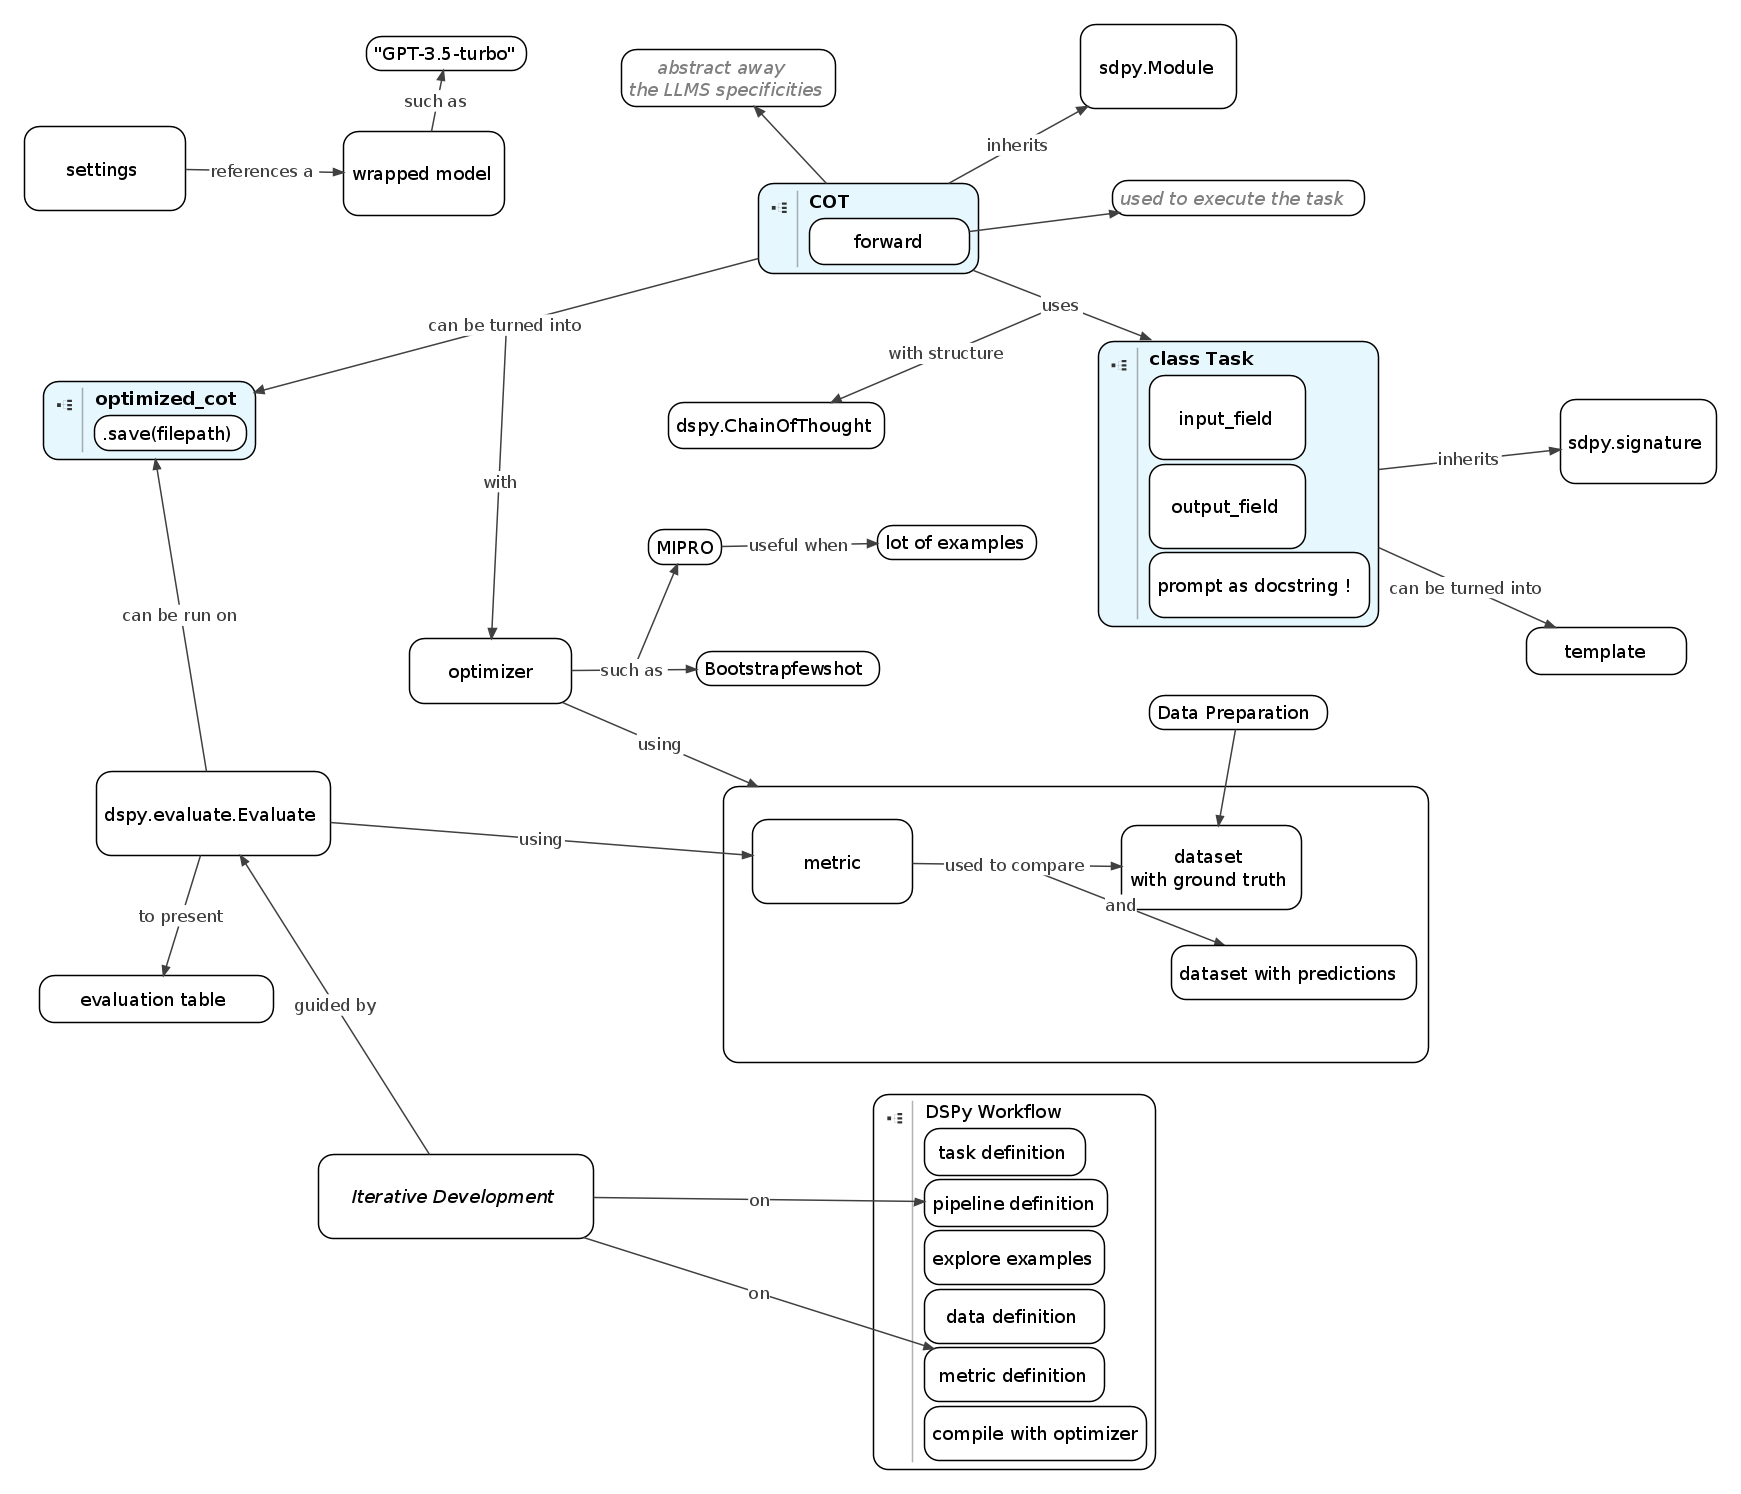 "GPT-3.5-turbo"
such as
settings
references a
wrapped model
abstract away
the LLMS specificities
sdpy.Module
inherits
COT
forward
used to execute the task
can be turned into
uses
with structure
dspy.ChainOfThought
class Task
input_field
output_field
prompt as docstring !
inherits
sdpy.signature
can be turned into
template
optimized_cot
.save(filepath)
with
can be run on
MIPRO
useful when
lot of examples
optimizer
such as
Bootstrapfewshot
using
Data Preparation
dspy.evaluate.Evaluate
using
metric
used to compare
dataset
with ground truth
and
dataset with predictions
to present
evaluation table
guided by
Iterative Development
on
on
DSPy Workflow
task definition
pipeline definition
explore examples
data definition
metric definition
compile with optimizer